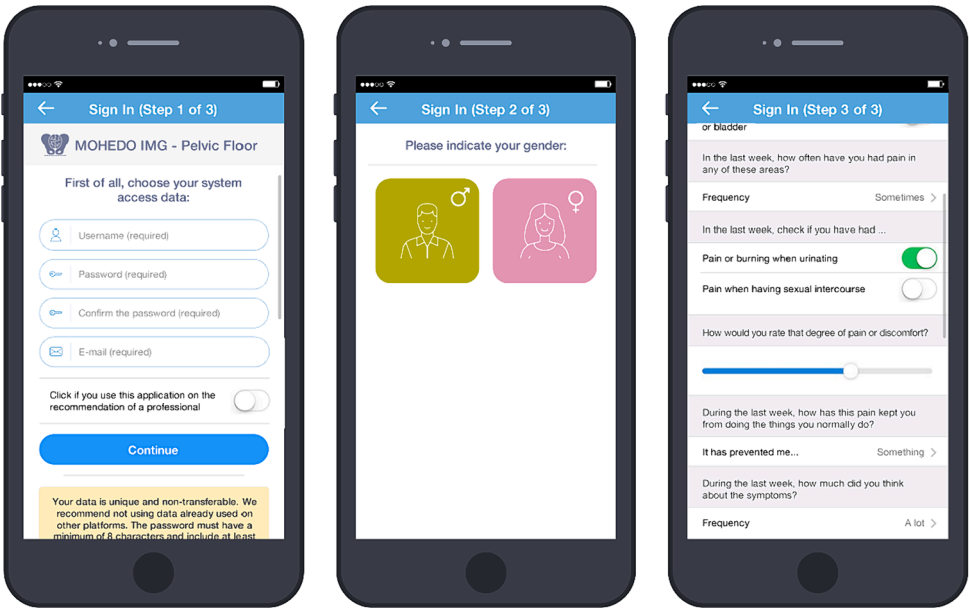 Sign In (Step 1 of 3)
MOHEDO IMG - Pelvic Floor
First of all, choose your system
access data:
Username (required)
Password (required)
Confirm the password (required)
E-mail (required)
Click if you use this application on the
recommendation of a professional
Continue
Your data is unique and non-transferable. We
recommend not using data already used on
other platforms. The password must have a
minimum of 8 characters and include at least
Sign In (Step 2 of 3)
Please indicate your gender:
Sign In (Step 3 of 3)
or bladder
In the last week, how often have you had pain in
any of these areas?
Frequency Sometimes
In the last week, check if you have had ...
Pain or burning when urinating
Pain when having sexual intercourse
How would you rate that degree of pain or discomfort?
During the last week, how has this pain kept you
from doing the things you normally do?
It has prevented me... Something
During the last week, how much did you think
about the symptoms?
Frequency A lot